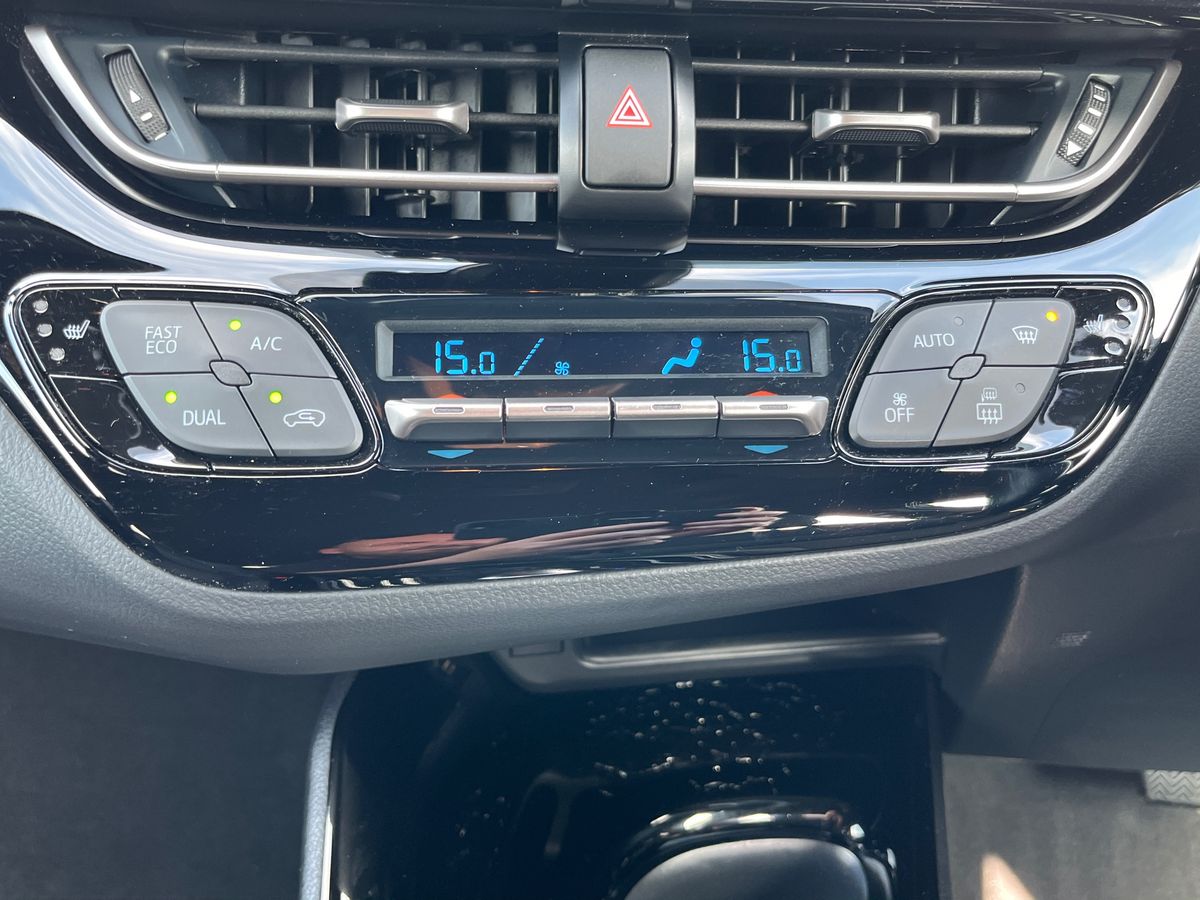 FAST
ECO
A/C
DUAL
15.0
15.0
AUTO
OFF